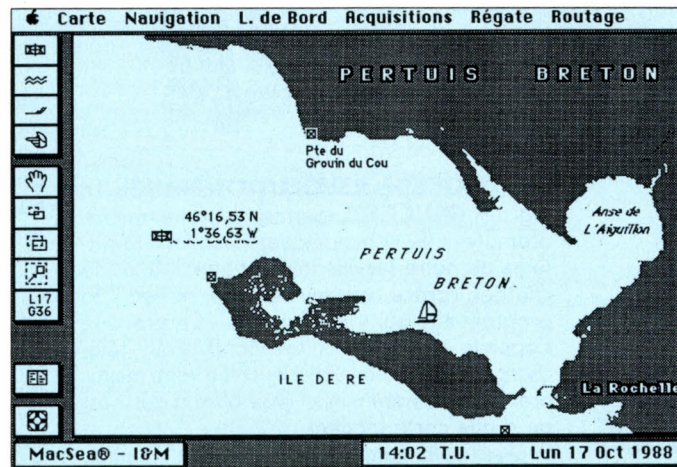 Carte Navigation L. de Bord Acquisitions Régate Routage
PERTUIS BRETON
Pte du
Grouin du Cou
46°16,53 N
1°36,63 W
Anse de
L'Aiguillon
PERTUIS
BRETON
L17
G36
ILE DE RE
La Rochelle
MacSea® - I&M 14:02 T.U. Lun 17 Oct 1988